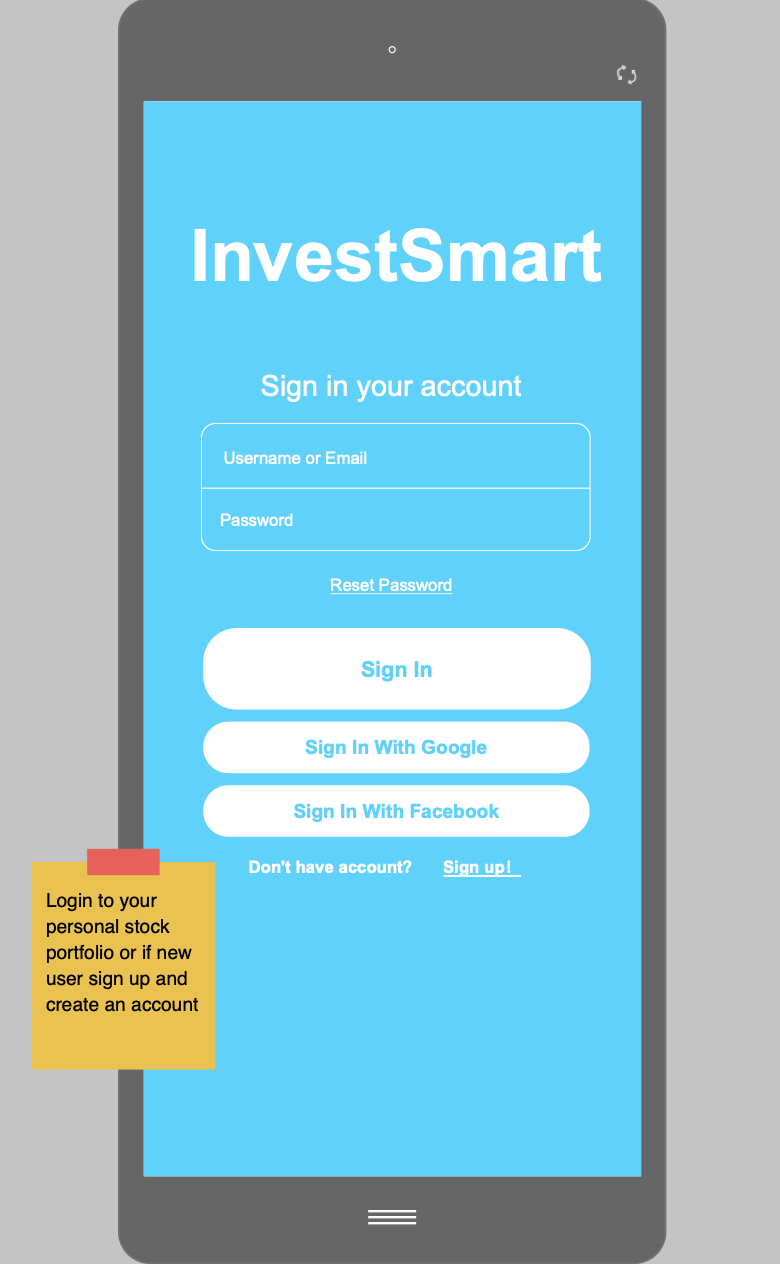 InvestSmart
Sign in your account
Username or Email
Password
Reset Password
Sign In
Sign In With Google
Sign In With Facebook
Don't have account? Sign up!
Login to your
personal stock
portfolio or if new
user sign up and
create an account